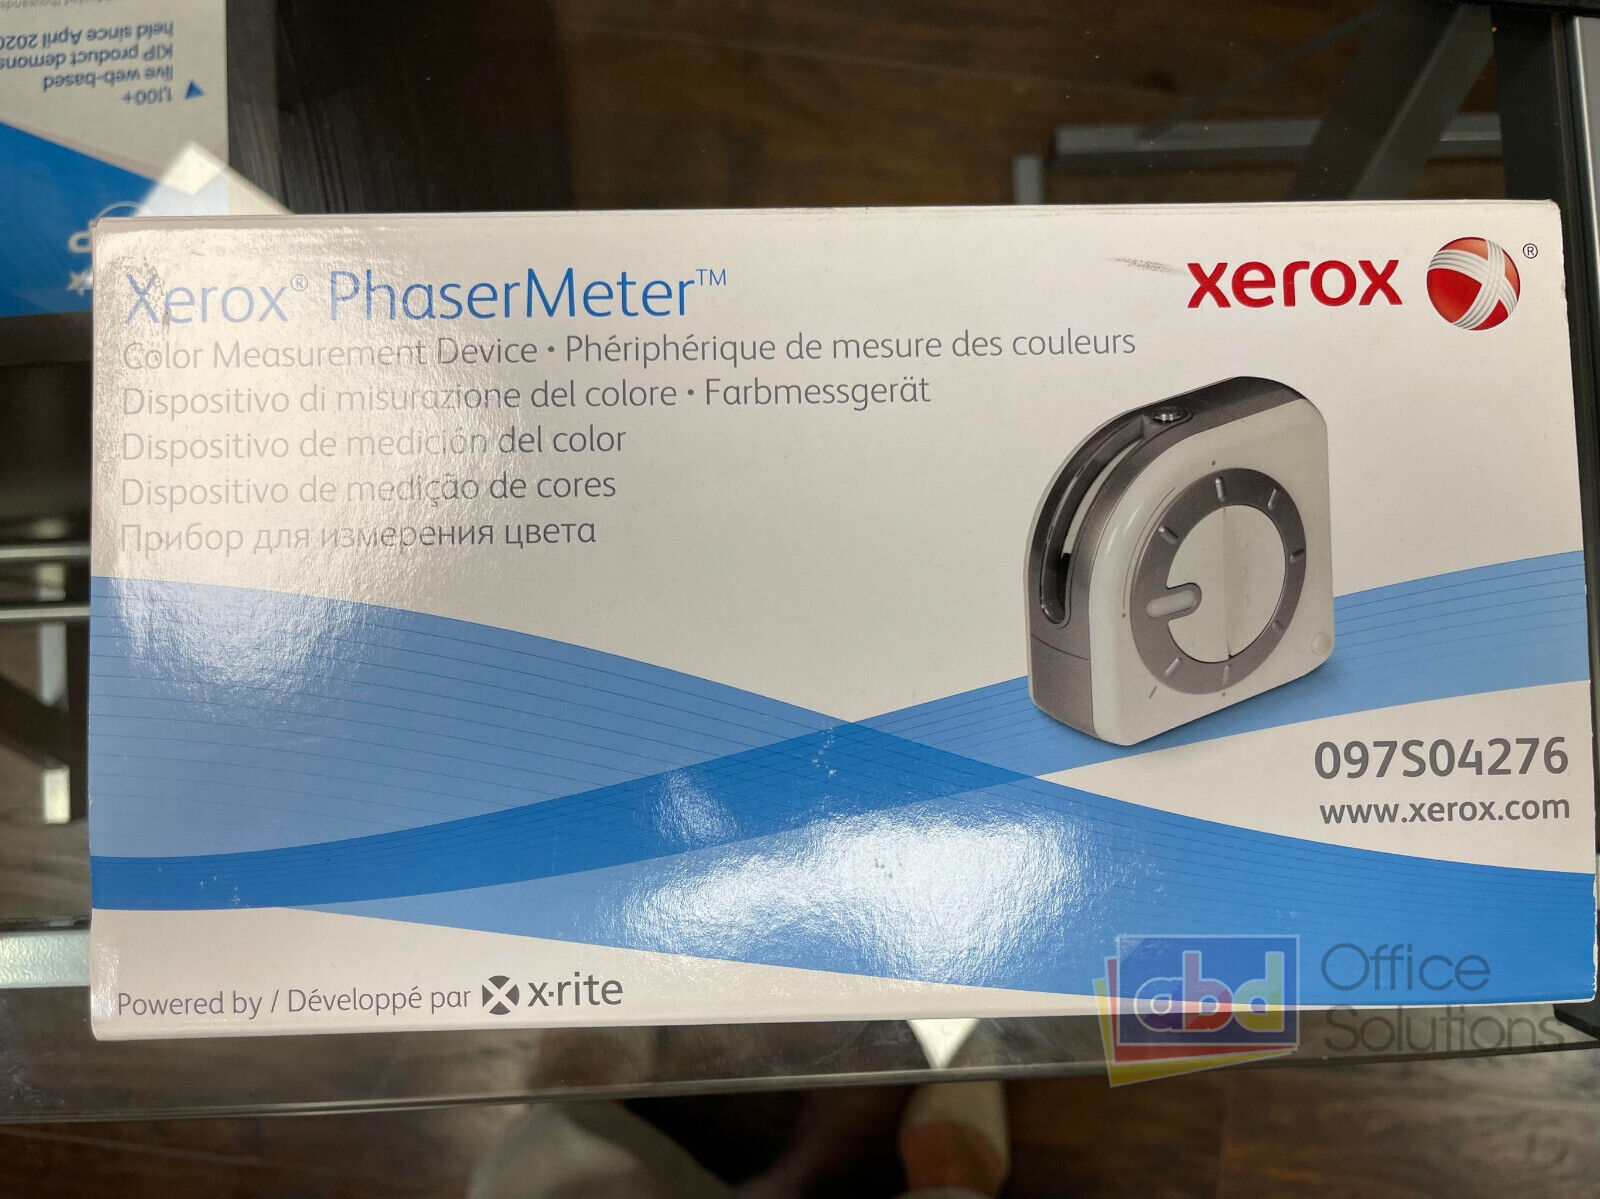 1,100+
live web-based
KIP product demons
held since April 2020
Xerox® PhaserMeter™
xerox®
Color Measurement Device • Phériphérique de mesure des couleurs
Dispositivo di misurazione del colore • Farbmessgerät
Dispositivo de medición del color
Dispositivo de medição de cores
Прибор для измерения цвета
097S04276
www.xerox.com
Powered by / Développé par x·rite
abd Office
Solutions